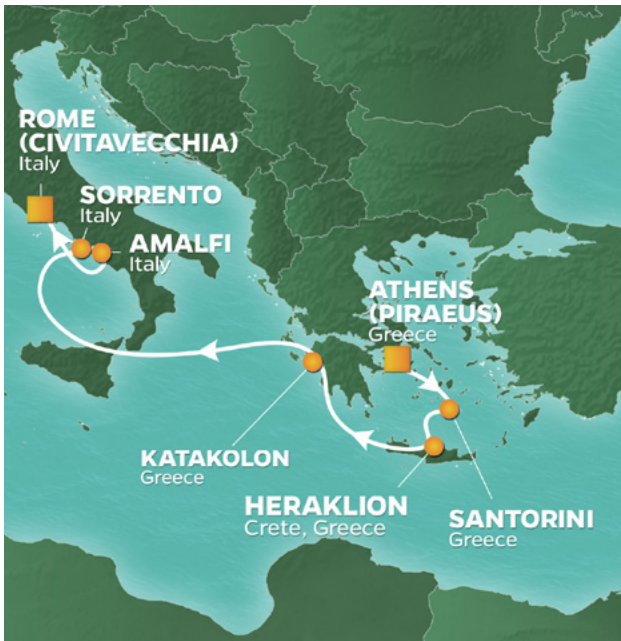 ROME
(CIVITAVECCHIA)
Italy
SORRENTO
Italy
AMALFI
Italy
ATHENS
(PIRAEUS)
Greece
KATAKOLON
Greece
HERAKLION
Crete, Greece
SANTORINI
Greece